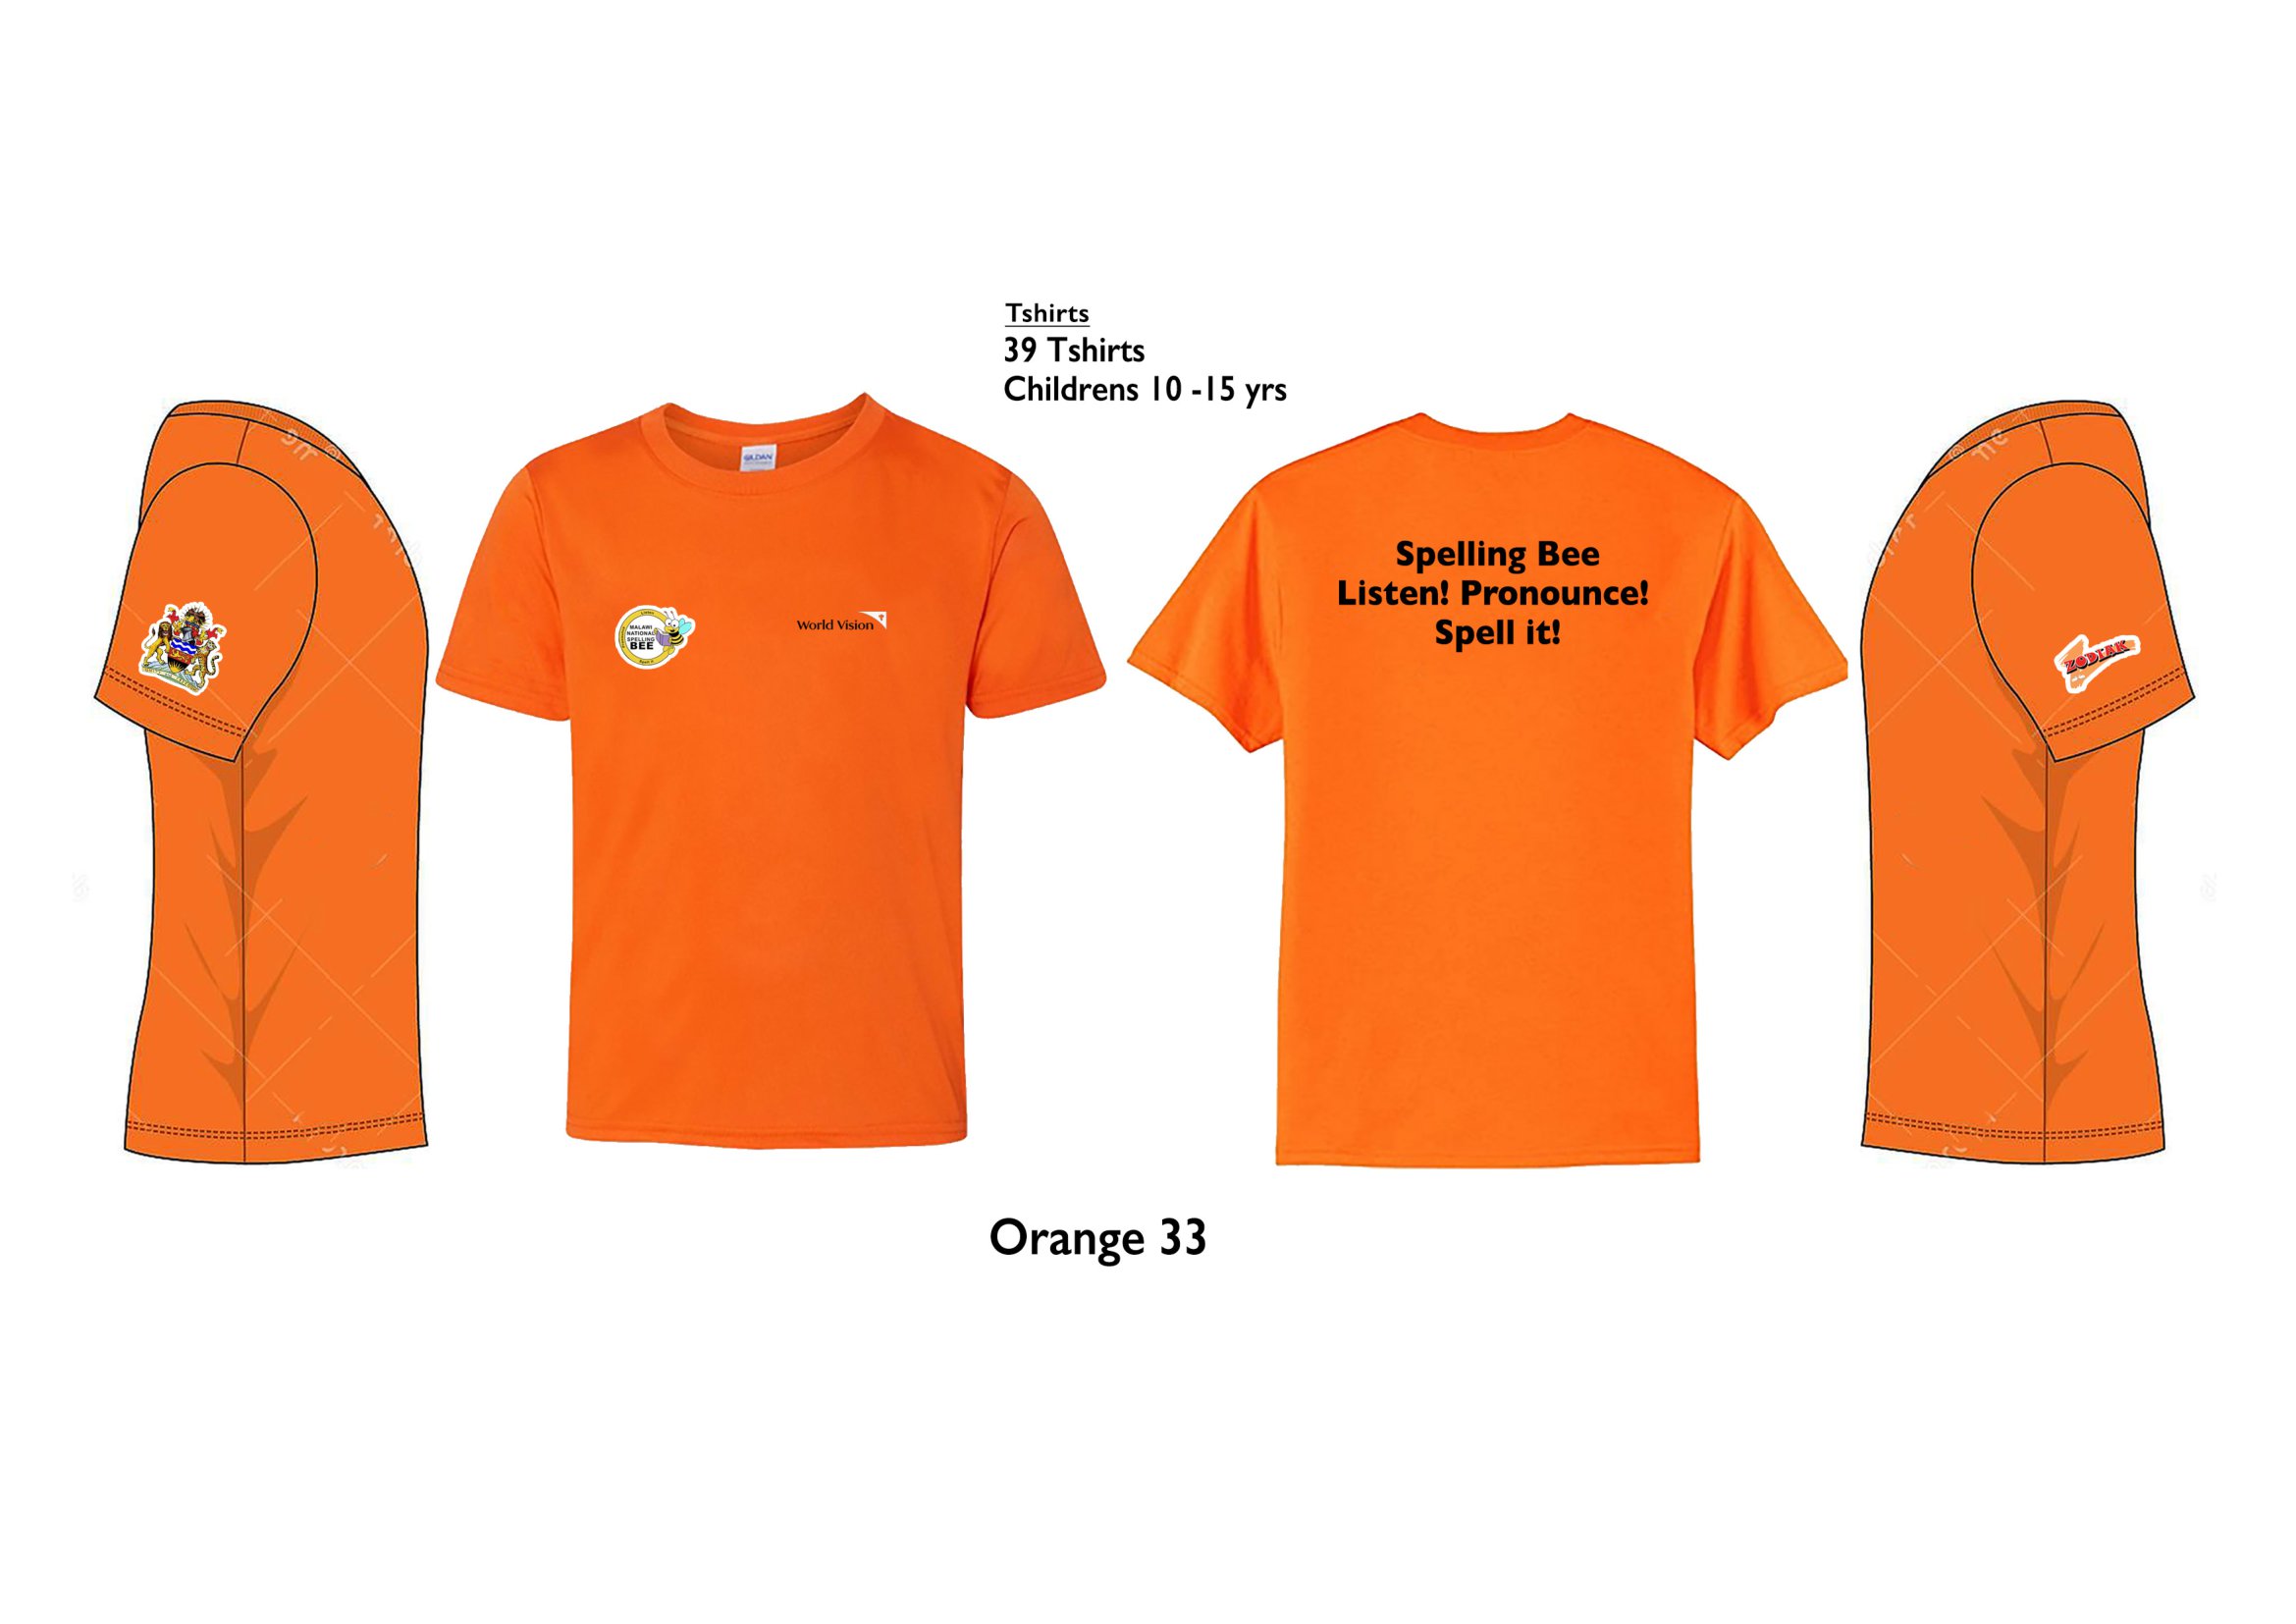 Tshirts
39 Tshirts
Childrens 10 -15 yrs
GILDAN
MALAWI
NATIONAL
SPELLING
BEE
World Vision
Spelling Bee
Listen! Pronounce!
Spell it!
ZODIAK
Orange 33